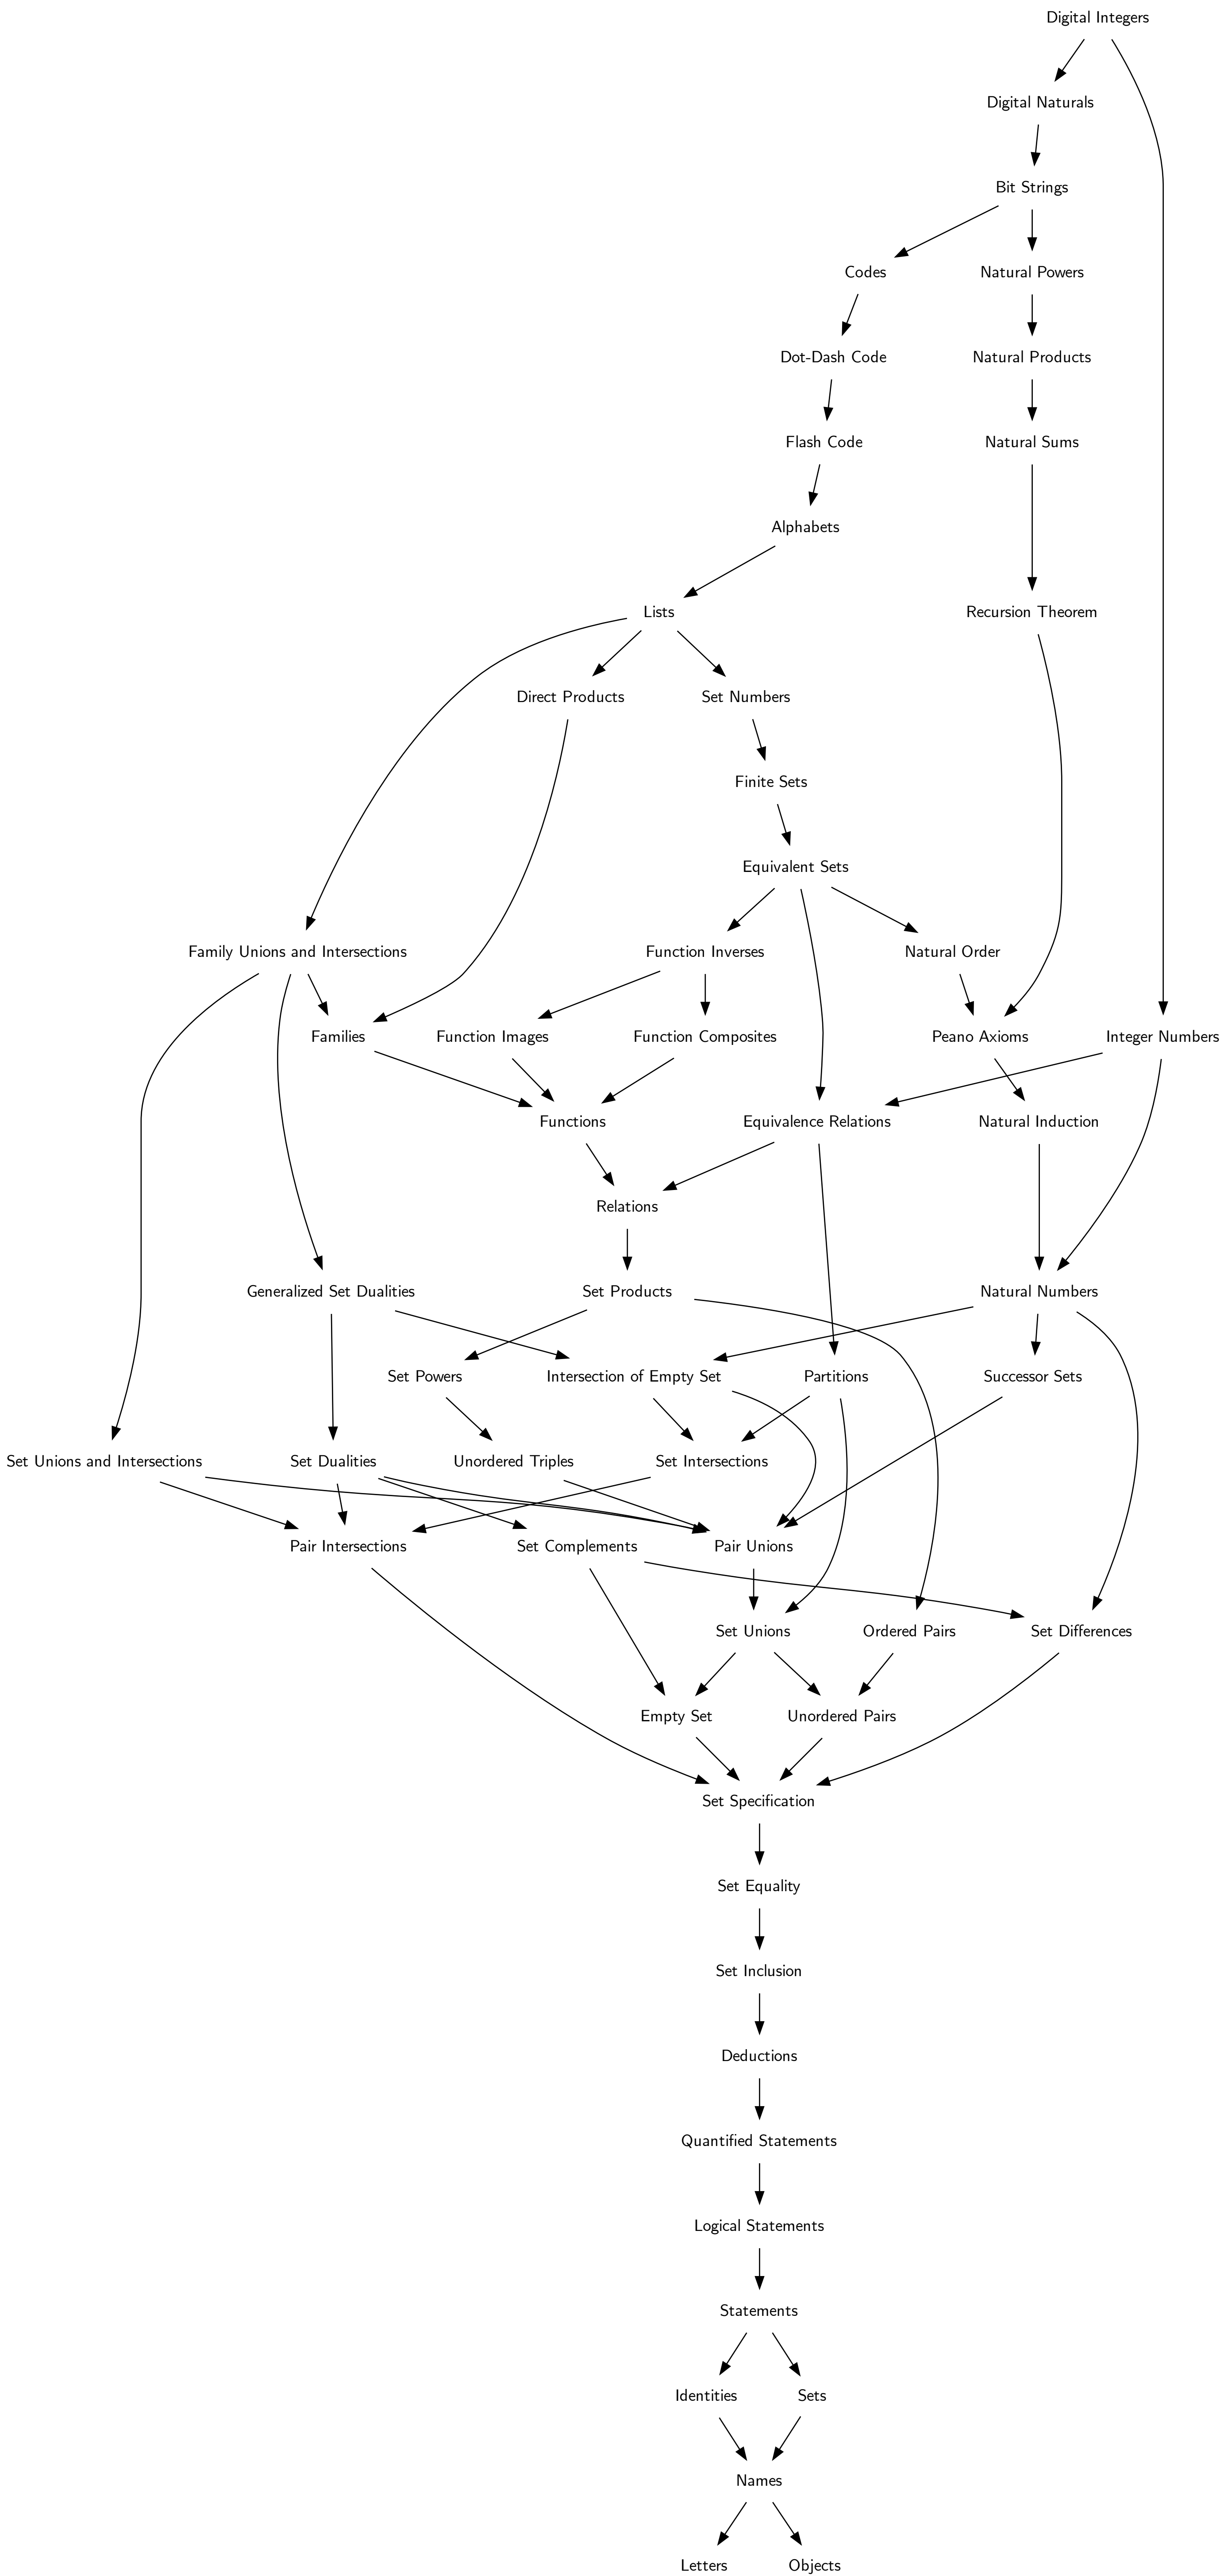 Digital Integers
Digital Naturals
Bit Strings
Codes
Natural Powers
Dot-Dash Code
Natural Products
Flash Code
Natural Sums
Alphabets
Lists
Recursion Theorem
Direct Products
Set Numbers
Finite Sets
Equivalent Sets
Family Unions and Intersections
Function Inverses
Natural Order
Families
Function Images
Function Composites
Peano Axioms
Integer Numbers
Functions
Equivalence Relations
Natural Induction
Relations
Generalized Set Dualities
Set Products
Natural Numbers
Set Powers
Intersection of Empty Set
Partitions
Successor Sets
Set Unions and Intersections
Set Dualities
Unordered Triples
Set Intersections
Pair Intersections
Set Complements
Pair Unions
Set Unions
Ordered Pairs
Set Differences
Empty Set
Unordered Pairs
Set Specification
Set Equality
Set Inclusion
Deductions
Quantified Statements
Logical Statements
Statements
Identities
Sets
Names
Letters
Objects